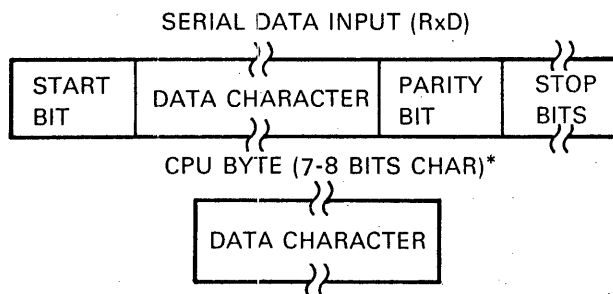 SERIAL DATA INPUT (RxD)
START BIT
DATA CHARACTER
PARITY BIT
STOP BITS
CPU BYTE (7-8 BITS CHAR)*
DATA CHARACTER